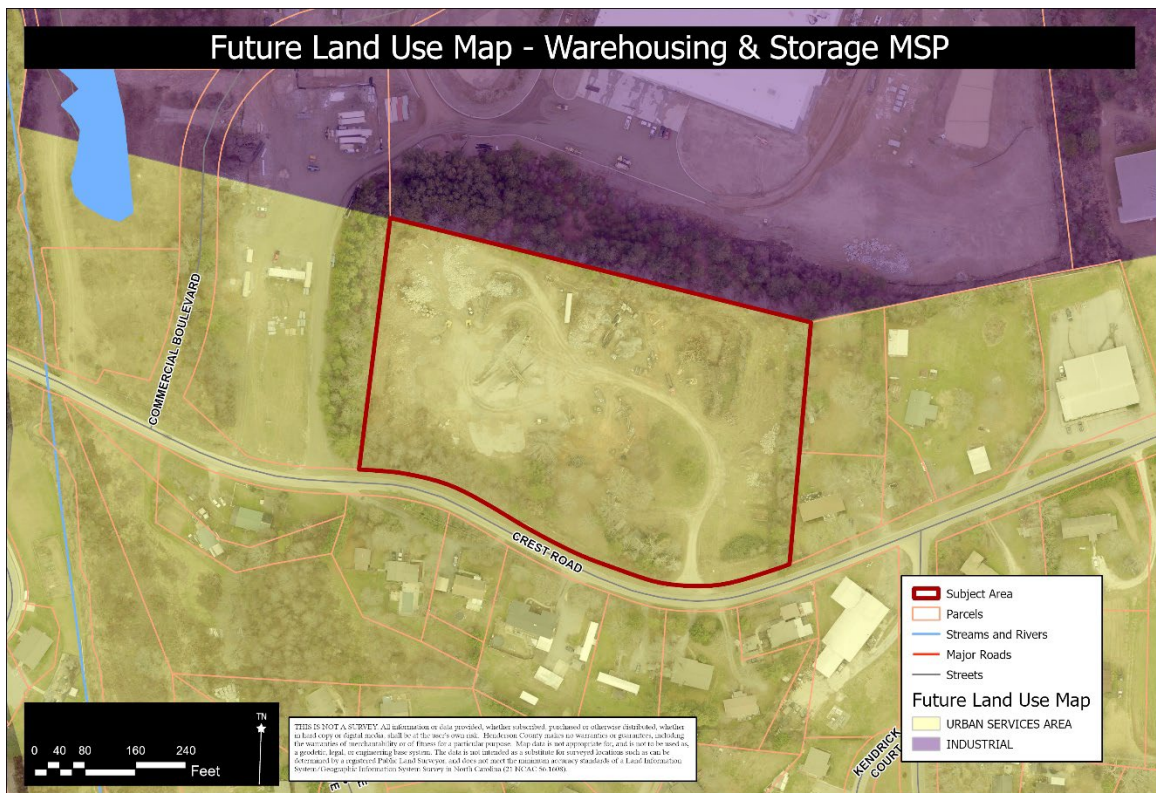 Future Land Use Map - Warehousing & Storage MSP
COMMERCIAL BOULEVARD
CREST ROAD
KENDRICK
COURT
Subject Area
Parcels
Streams and Rivers
Major Roads
Streets
Future Land Use Map
URBAN SERVICES AREA
INDUSTRIAL
TN
0 40 80 160 240
Feet
THIS IS NOT A SURVEY. All information or data provided, whether subscribed, purchased or otherwise distributed, whether
in hard copy or digital media, shall be at the user's own risk. Henderson County makes no warranties or guarantees, including
the warranties of merchantability or of fitness for a particular purpose. Map data is not appropriate for, and is not to be used as,
a geodetic, legal, or engineering base system. The data is not intended as a substitute for surveyed locations such as can be
determined by a registered Public Land Surveyor, and does not meet the minimum accuracy standards of a Land Information
System/Geographic Information System Survey in North Carolina (21 NCAC 56.1608).